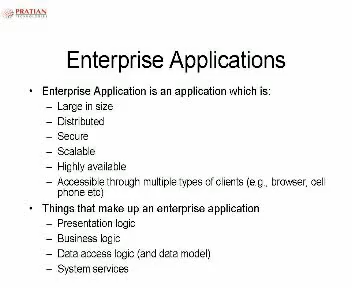 PRATIAN
TECHNOLOGIES
Enterprise Applications
• Enterprise Application is an application which is:
– Large in size
– Distributed
– Secure
– Scalable
– Highly available
– Accessible through multiple types of clients (e.g., browser, cell
phone etc)
• Things that make up an enterprise application
– Presentation logic
– Business logic
– Data access logic (and data model)
– System services